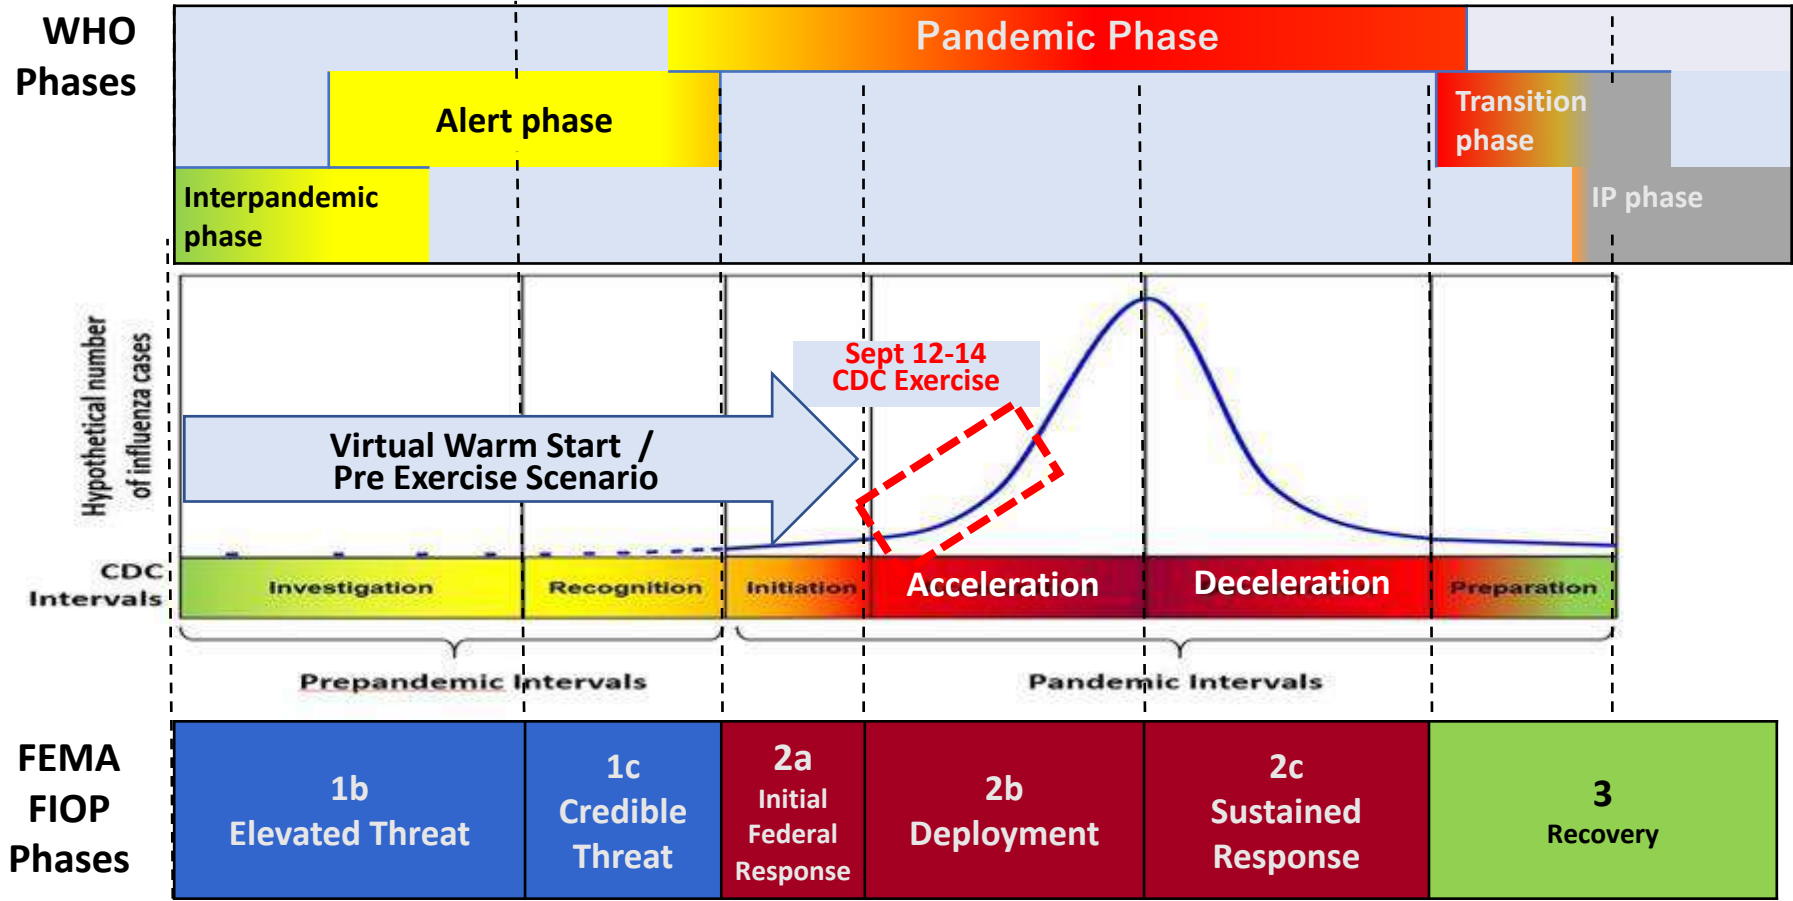 WHO
Phases
Pandemic Phase
Alert phase
Transition
phase
Interpandemic
phase
IP phase
Hypothetical number
of influenza cases
Sept 12-14
CDC Exercise
Virtual Warm Start /
Pre Exercise Scenario
CDC
Intervals
Investigation
Recognition
Initiation
Acceleration
Deceleration
Preparation
Prepandemic Intervals
Pandemic Intervals
FEMA
FIOP
Phases
1b
Elevated Threat
1c
Credible
Threat
2a
Initial
Federal
Response
2b
Deployment
2c
Sustained
Response
3
Recovery